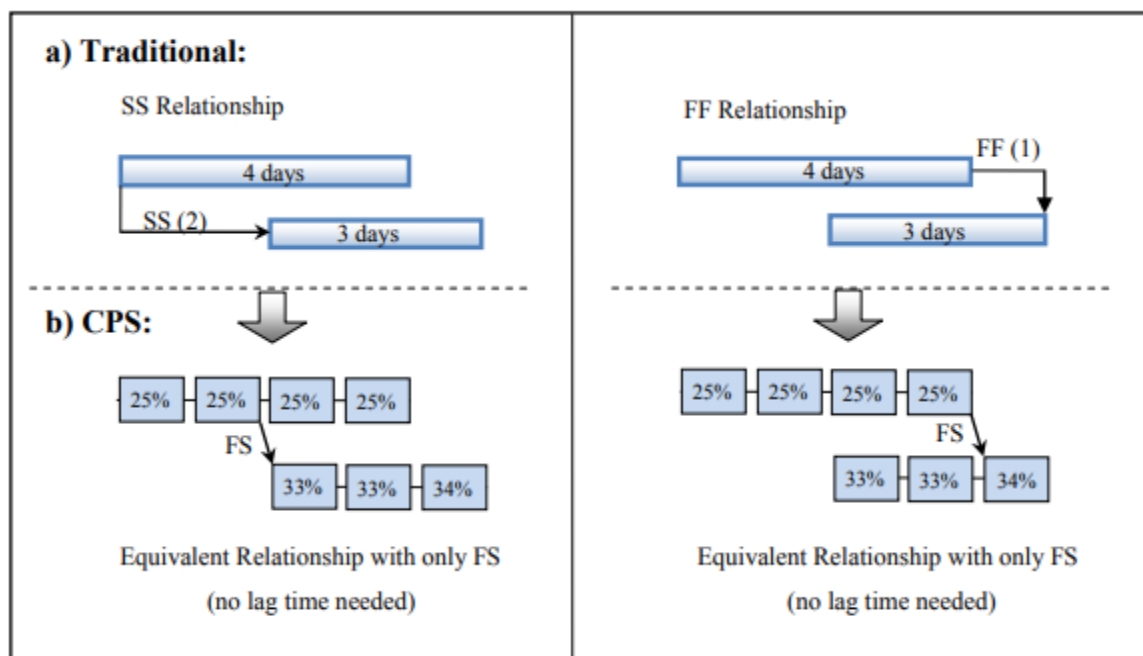 a) Traditional:
SS Relationship
4 days
SS (2)
3 days
b) CPS:
25% 25% 25% 25%
FS
33% 33% 34%
Equivalent Relationship with only FS
(no lag time needed)
FF Relationship
FF (1)
4 days
3 days
25% 25% 25% 25%
FS
33% 33% 34%
Equivalent Relationship with only FS
(no lag time needed)